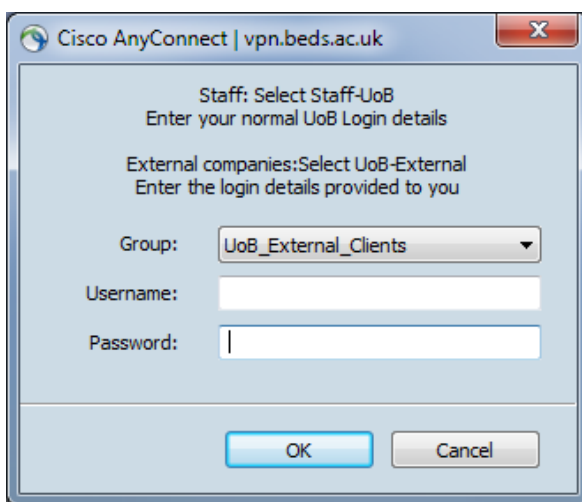 Cisco AnyConnect | vpn.beds.ac.uk
Staff: Select Staff-UoB
Enter your normal UoB Login details
External companies:Select UoB-External
Enter the login details provided to you
Group: UoB_External_Clients
Username:
Password:
OK Cancel